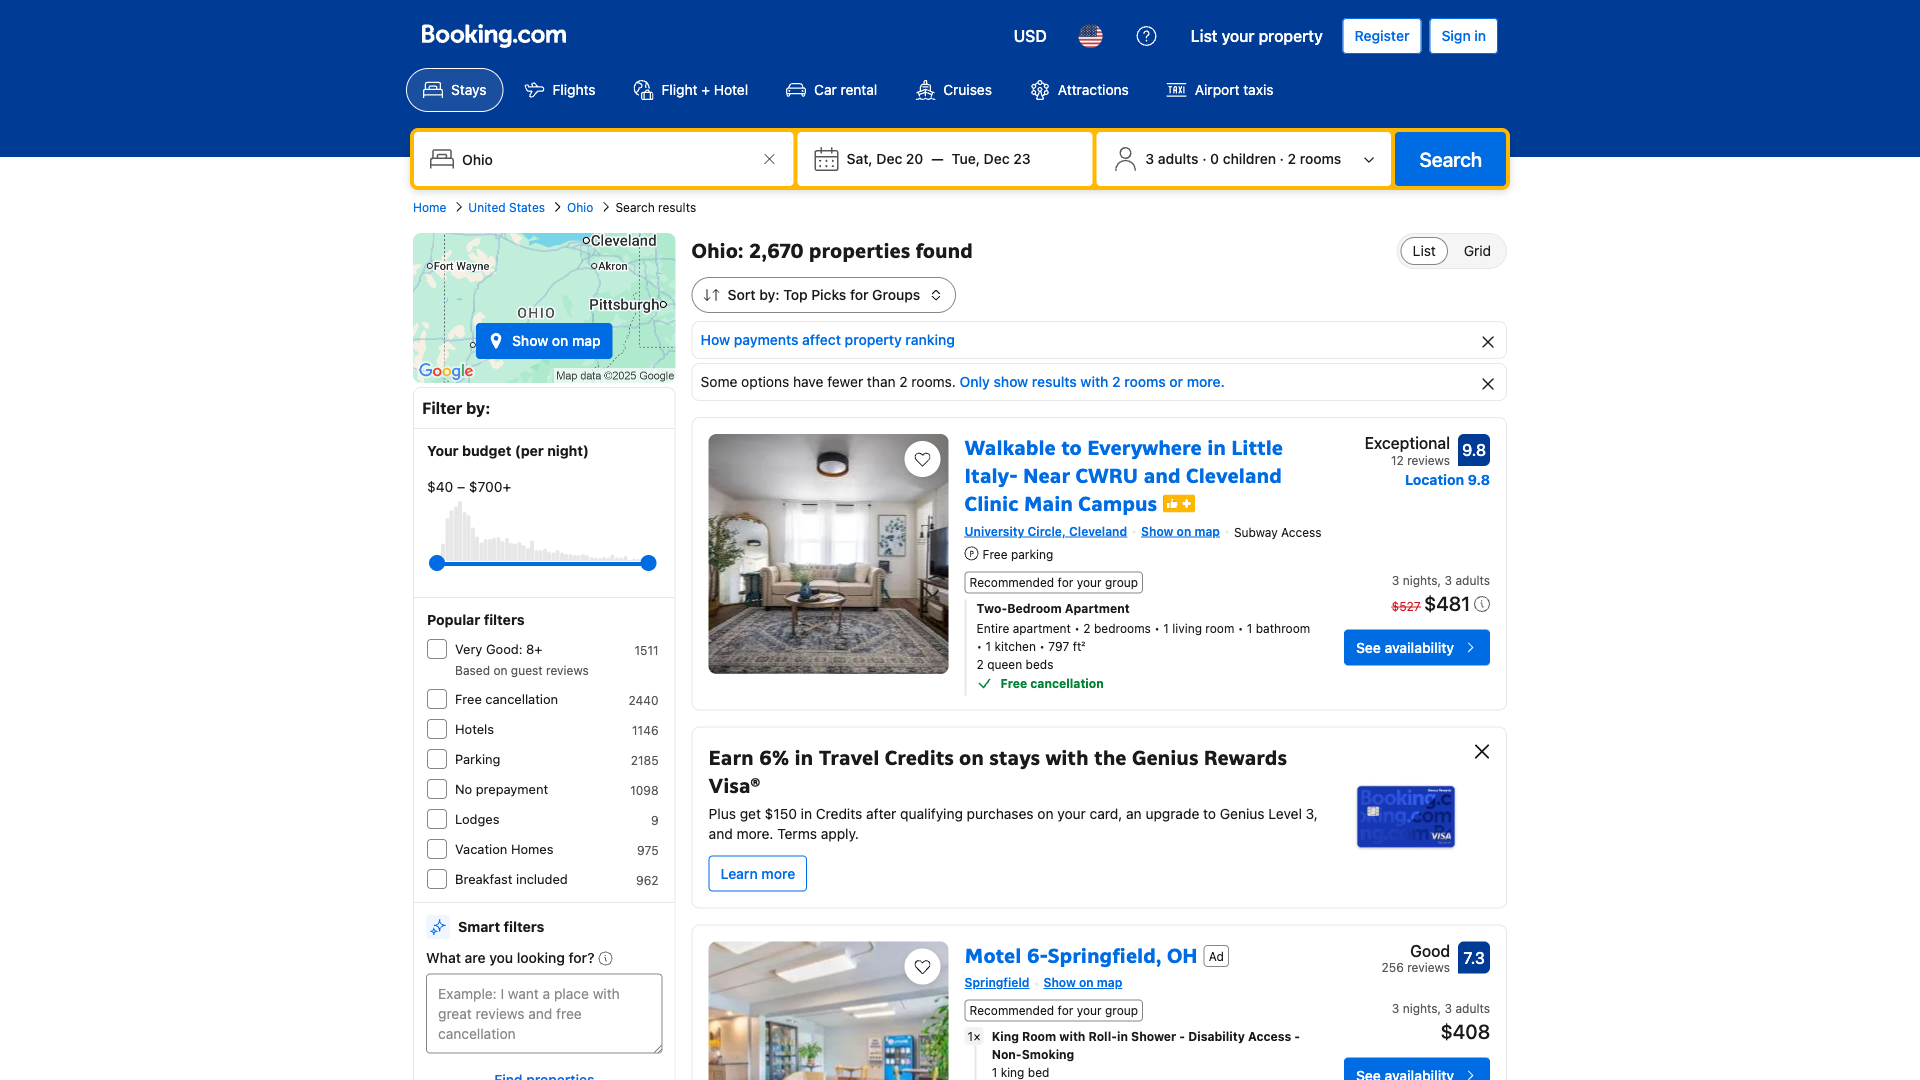 Booking.com
USD
List your property
Register
Sign in
Stays
Flights
Flight + Hotel
Car rental
Cruises
Attractions
TAXI
Airport taxis
Ohio
Sat, Dec 20 — Tue, Dec 23
3 adults · 0 children · 2 rooms
Search
Home > United States > Ohio > Search results
Cleveland
Fort Wayne
Akron
Pittsburgh
OHIO
Show on map
Google
Map data ©2025 Google
Filter by:
Your budget (per night)
$40 – $700+
Popular filters
Very Good: 8+ 1511
Based on guest reviews
Free cancellation 2440
Hotels 1146
Parking 2185
No prepayment 1098
Lodges 9
Vacation Homes 975
Breakfast included 962
Smart filters
What are you looking for?
Example: I want a place with
great reviews and free
cancellation
Find properties
Ohio: 2,670 properties found
List
Grid
Sort by: Top Picks for Groups
How payments affect property ranking
Some options have fewer than 2 rooms. Only show results with 2 rooms or more.
Walkable to Everywhere in Little
Italy- Near CWRU and Cleveland
Clinic Main Campus
University Circle, Cleveland
Show on map
Subway Access
Free parking
Recommended for your group
Two-Bedroom Apartment
Entire apartment • 2 bedrooms • 1 living room • 1 bathroom
• 1 kitchen • 797 ft²
2 queen beds
Free cancellation
Exceptional
12 reviews
9.8
Location 9.8
3 nights, 3 adults
$527 $481
See availability
Earn 6% in Travel Credits on stays with the Genius Rewards
Visa®
Plus get $150 in Credits after qualifying purchases on your card, an upgrade to Genius Level 3,
and more. Terms apply.
Learn more
VISA
Motel 6-Springfield, OH Ad
Springfield
Show on map
Recommended for your group
1× King Room with Roll-in Shower - Disability Access -
Non-Smoking
1 king bed
Good
256 reviews
7.3
3 nights, 3 adults
$408
See availability